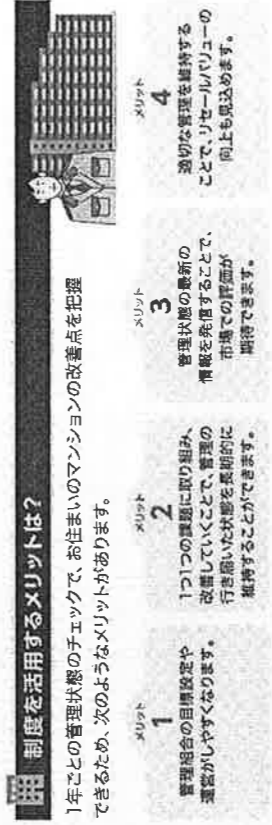 制度を活用するメリットは?
1年ごとの管理状態のチェックで、お住まいのマンションの改善点を把握
できるため、次のようなメリットがあります。
メリット
1
管理組合の目標設定や
運営がしやすくなります。
メリット
2
1つ1つの課題に取り組み、
改善していくことで、管理の
行き届いた状態を長期的に
維持することができます。
メリット
3
管理状態の最新の
情報を発信することで、
市場での評価が
期待できます。
メリット
4
適切な管理を維持する
ことで、リセールバリューの
向上も見込めます。